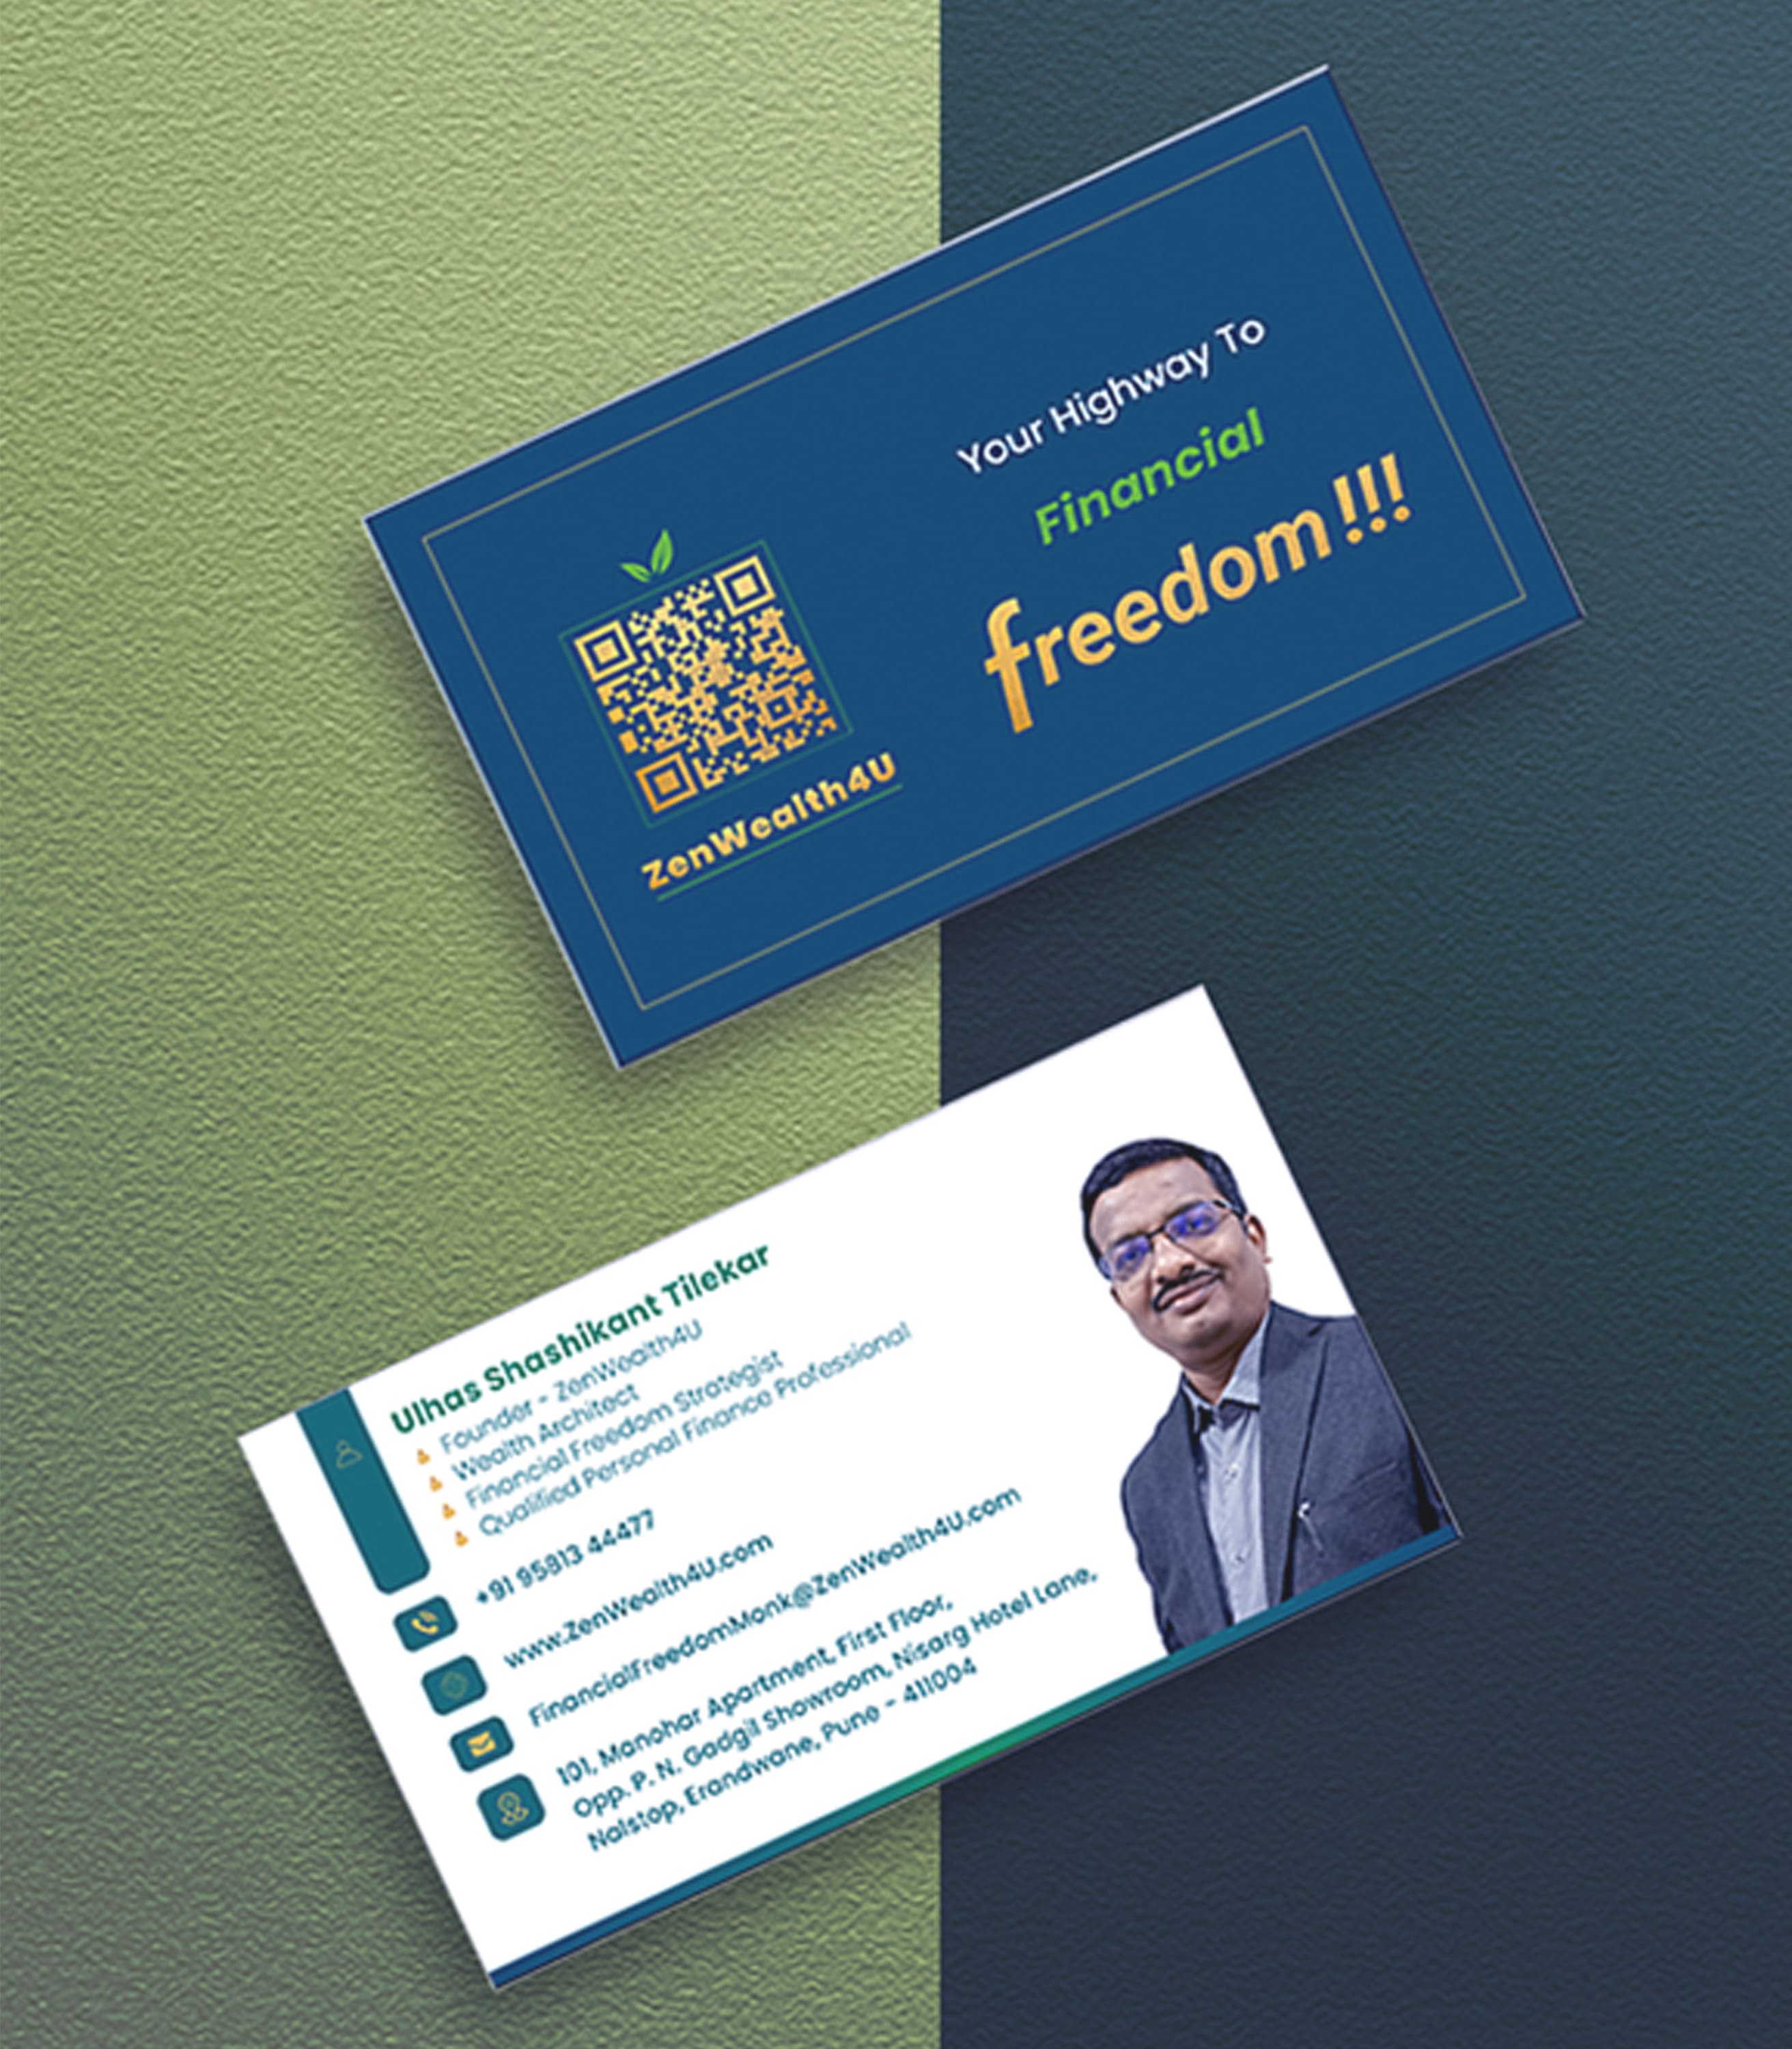 Your Highway To
Financial
freedom!!!
ZenWealth4U
Ulhas Shashikant Tilekar
Founder - ZenWealth4U
Wealth Architect
Financial Freedom Strategist
Qualified Personal Finance Professional
+91 95813 44477
www.ZenWealth4U.com
FinancialFreedomMonk@ZenWealth4U.com
101, Manohar Apartment, First Floor,
Opp. P. N. Gadgil Showroom, Nisarg Hotel Lane,
Nalstop, Erandwane, Pune - 411004